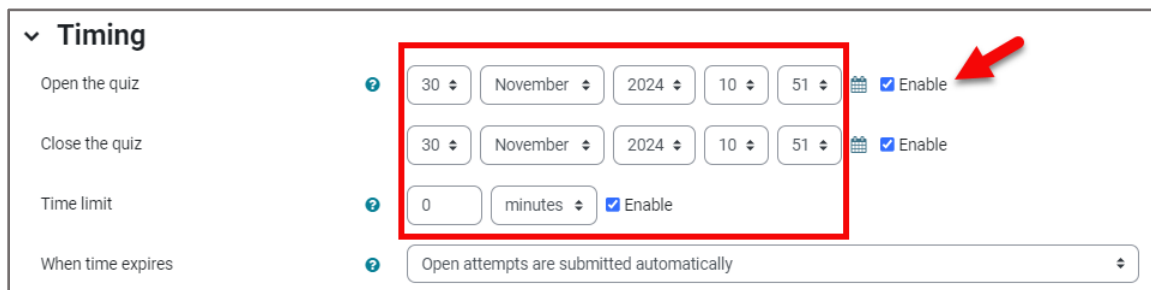 Timing
Open the quiz 30 November 2024 10 51 Enable
Close the quiz 30 November 2024 10 51 Enable
Time limit 0 minutes Enable
When time expires Open attempts are submitted automatically